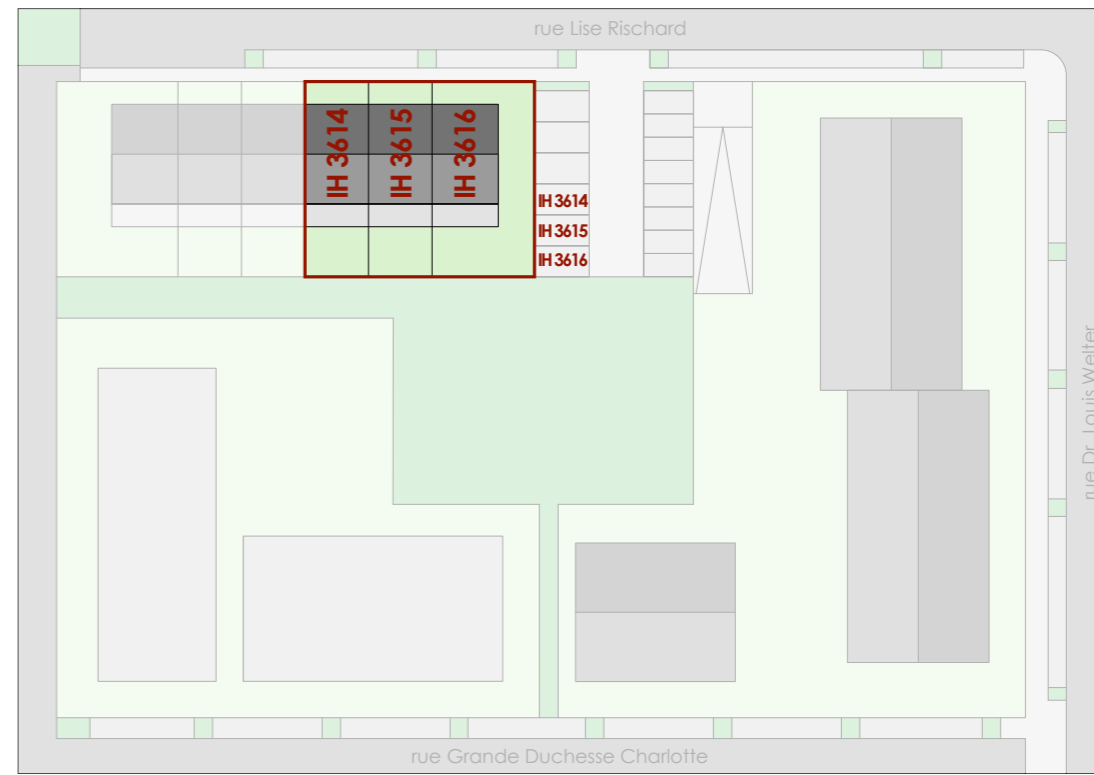 rue Lise Rischard
IH 3614
IH 3615
IH 3616
IH 3614
IH 3615
IH 3616
rue Dr. Louis Welter
rue Grande Duchesse Charlotte